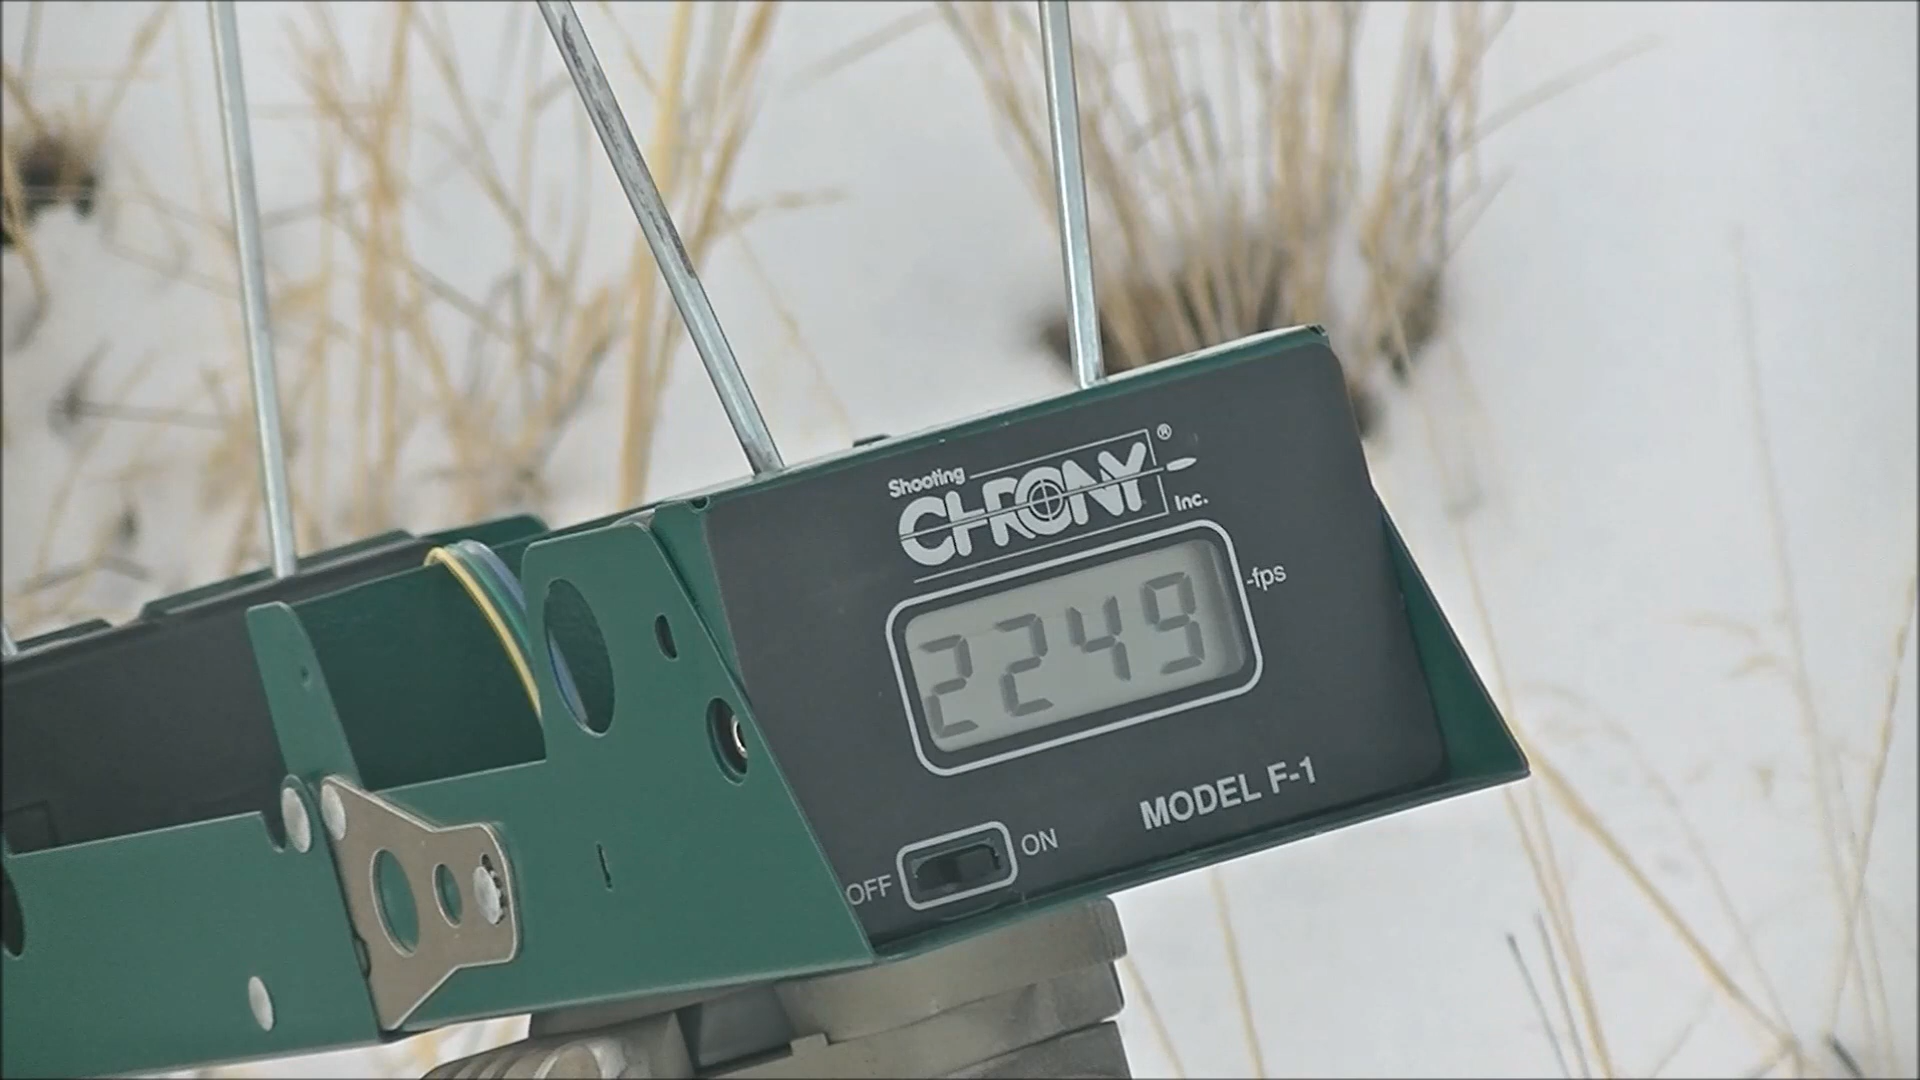 Shooting
CHRONY ®
Inc.
2249 -fps
MODEL F-1
OFF ON